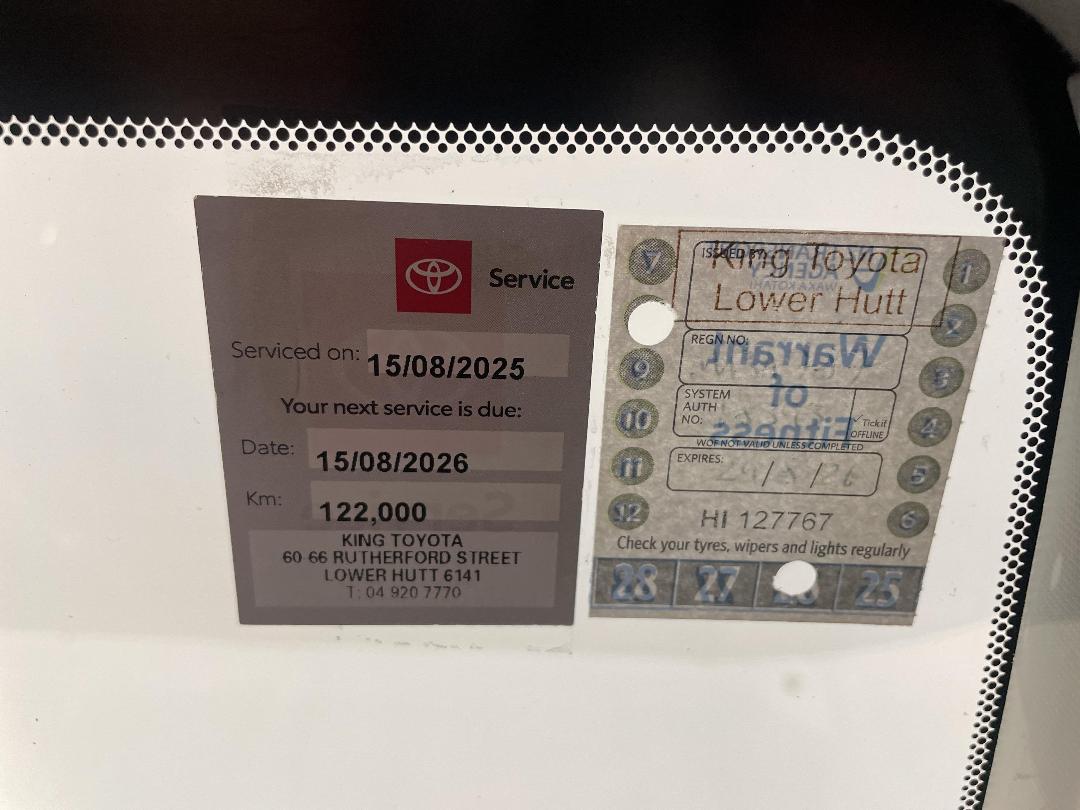 Service
Serviced on: 15/08/2025
Your next service is due:
Date: 15/08/2026
Km: 122,000
KING TOYOTA
60-66 RUTHERFORD STREET
LOWER HUTT 6141
T: 04 920 7770
ISSUED BY:
King Toyota
Lower Hutt
REGN NO:
Warrant
of
Fitness
SYSTEM
AUTH
NO:
Tick if
OFFLINE
WOF NOT VALID UNLESS COMPLETED
EXPIRES:
HI 127767
Check your tyres, wipers and lights regularly
7 1
2
9 3
10 4
11 5
12 6
28 27 25